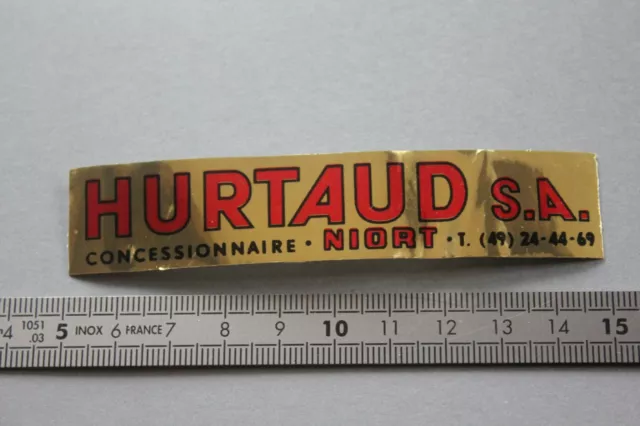 HURTAUD S.A.
CONCESSIONNAIRE • NIORT • T. (49) 24-44-69
4 1051 .03 5 INOX 6 FRANCE 7 8 9 10 11 12 13 14 15